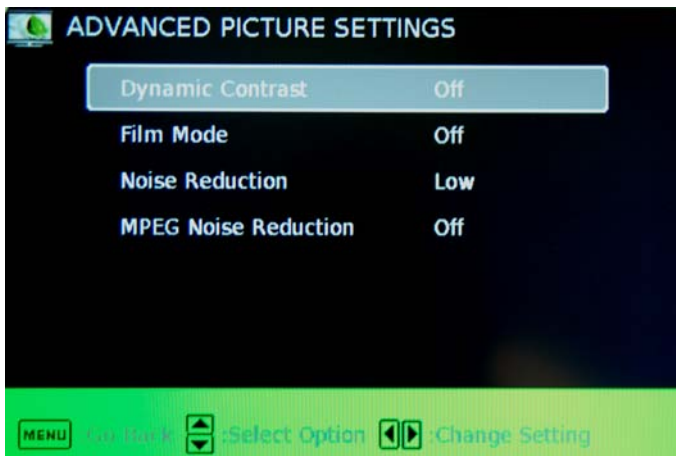 ADVANCED PICTURE SETTINGS
Dynamic Contrast Off
Film Mode Off
Noise Reduction Low
MPEG Noise Reduction Off
MENU Go Back :Select Option :Change Setting